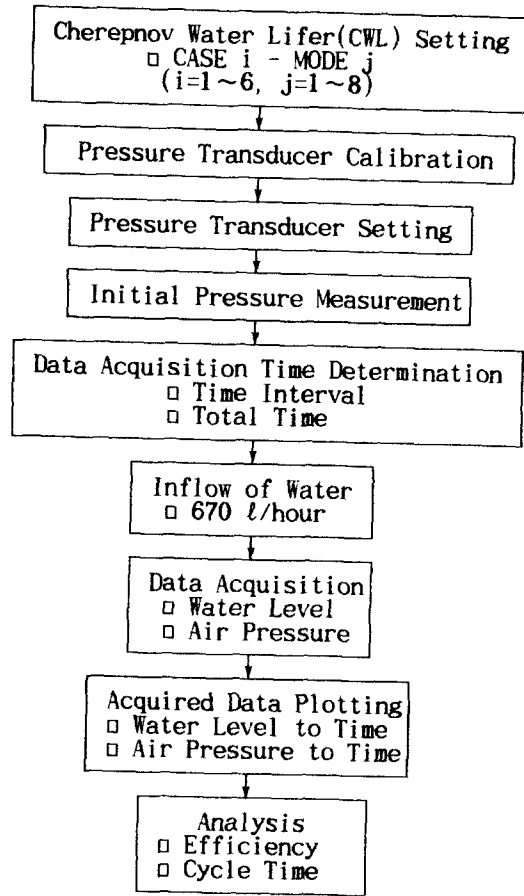 Cherepnov Water Lifer(CWL) Setting
□ CASE i - MODE j
(i=1~6, j=1~8)
Pressure Transducer Calibration
Pressure Transducer Setting
Initial Pressure Measurement
Data Acquisition Time Determination
□ Time Interval
□ Total Time
Inflow of Water
□ 670 ℓ/hour
Data Acquisition
□ Water Level
□ Air Pressure
Acquired Data Plotting
□ Water Level to Time
□ Air Pressure to Time
Analysis
□ Efficiency
□ Cycle Time